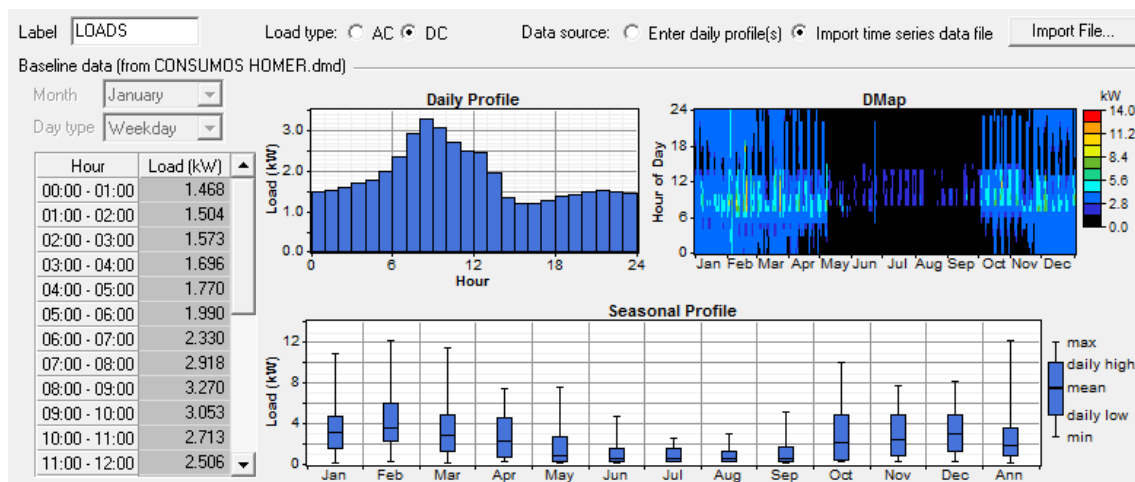 Label LOADS Load type: AC DC Data source: Enter daily profile(s) Import time series data file Import File...
Baseline data (from CONSUMOS HOMER.dmd)
Month January
Day type Weekday
Hour Load (kW)
00:00 - 01:00 1.468
01:00 - 02:00 1.504
02:00 - 03:00 1.573
03:00 - 04:00 1.696
04:00 - 05:00 1.770
05:00 - 06:00 1.990
06:00 - 07:00 2.330
07:00 - 08:00 2.918
08:00 - 09:00 3.270
09:00 - 10:00 3.053
10:00 - 11:00 2.713
11:00 - 12:00 2.506
Daily Profile
Load (kW)
3.0
2.0
1.0
0.0
0 6 12 18 24
Hour
DMap
Hour of Day
24
18
12
6
0
Jan Feb Mar Apr May Jun Jul Aug Sep Oct Nov Dec
kW
14.0
11.2
8.4
5.6
2.8
0.0
Seasonal Profile
Load (kW)
12
8
4
0
Jan Feb Mar Apr May Jun Jul Aug Sep Oct Nov Dec Ann
max
daily high
mean
daily low
min